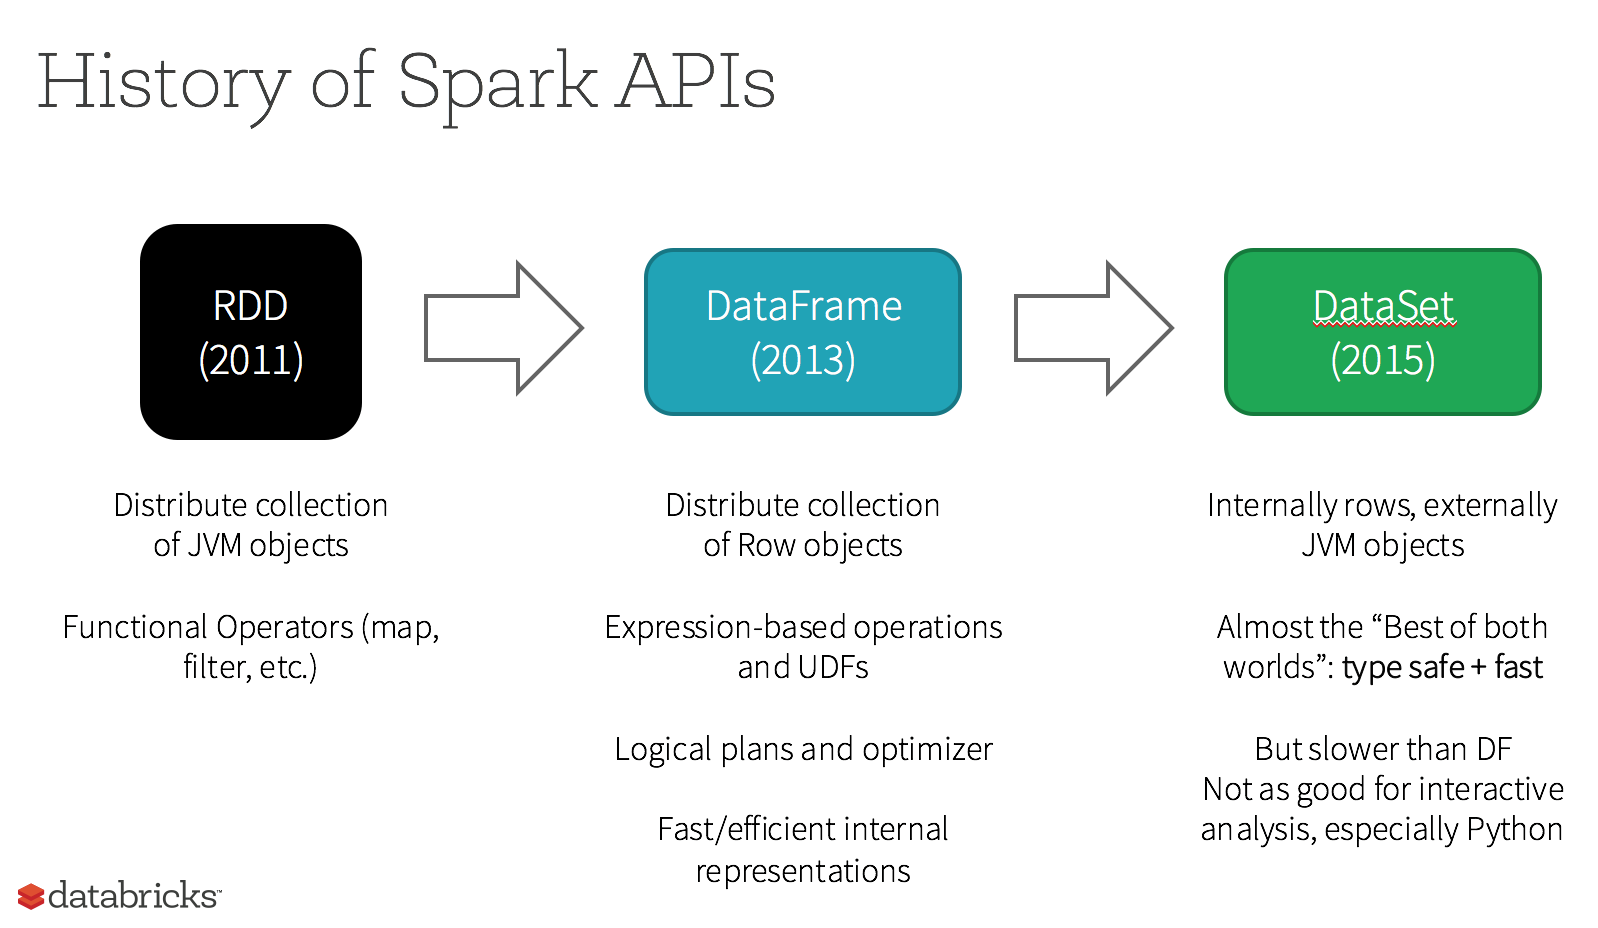 History of Spark APIs
RDD
(2011)
Distribute collection
of JVM objects
Functional Operators (map,
filter, etc.)
DataFrame
(2013)
Distribute collection
of Row objects
Expression-based operations
and UDFs
Logical plans and optimizer
Fast/efficient internal
representations
DataSet
(2015)
Internally rows, externally
JVM objects
Almost the “Best of both
worlds”: type safe + fast
But slower than DF
Not as good for interactive
analysis, especially Python
databricks™